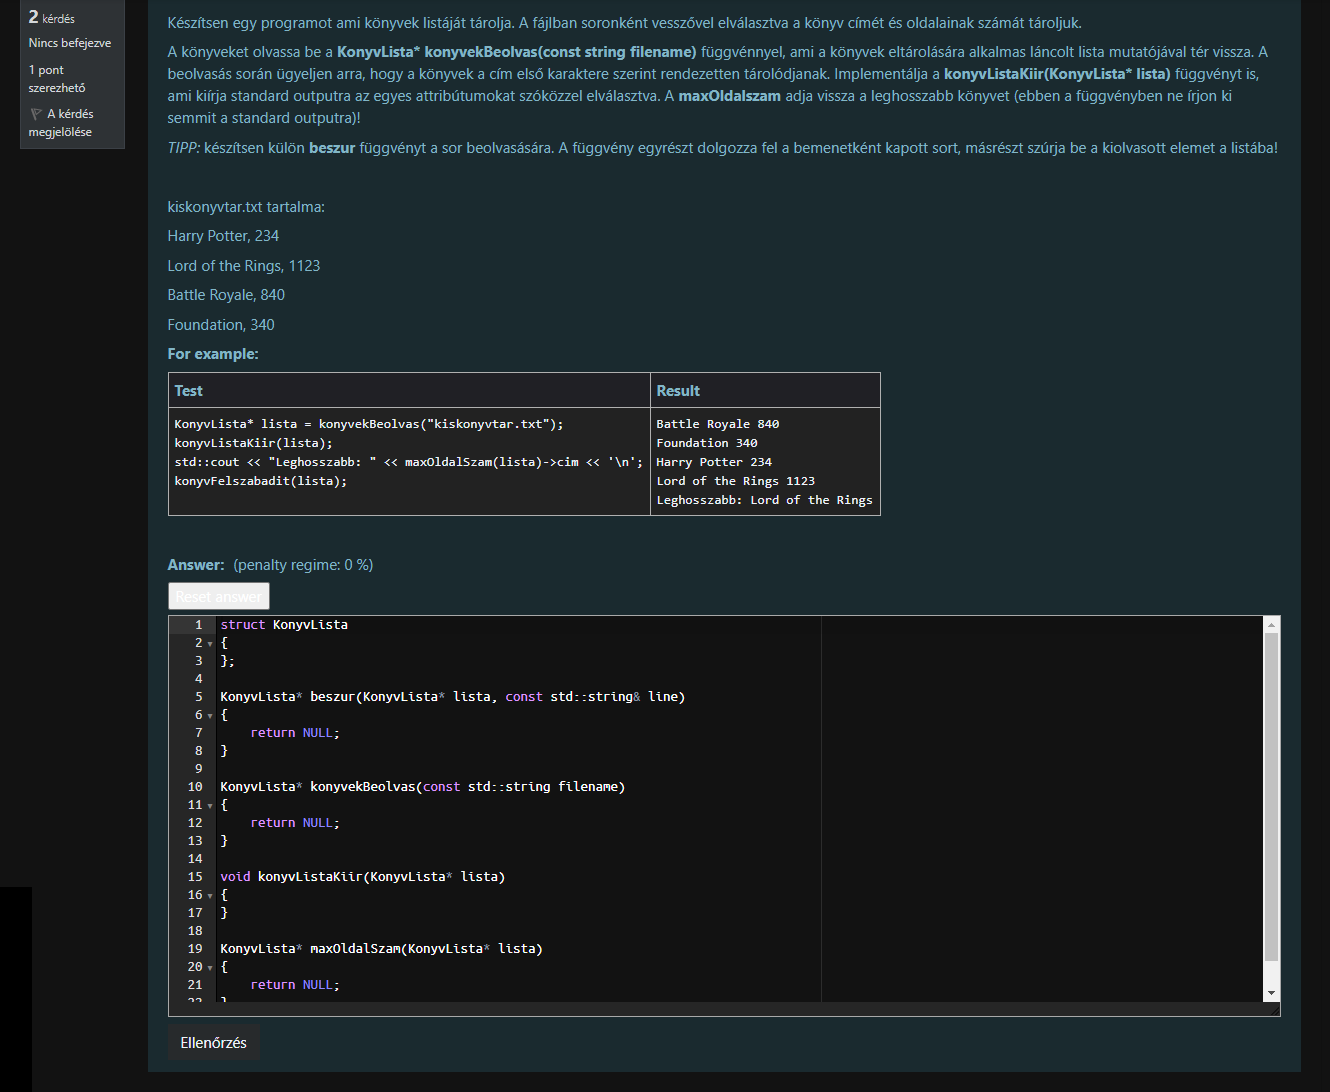 2 kérdés
Nincs befejezve
1 pont
szerezhető
A kérdés
megjelölése
Készítsen egy programot ami könyvek listáját tárolja. A fájlban soronként vesszővel elválasztva a könyv címét és oldalainak számát tároljuk.
A könyveket olvassa be a KonyvLista* konyvekBeolvas(const string filename) függvénnyel, ami a könyvek eltárolására alkalmas láncolt lista mutatójával tér vissza. A
beolvasás során ügyeljen arra, hogy a könyvek a cím első karaktere szerint rendezetten tárolódjanak. Implementálja a konyvListaKiir(KonyvLista* lista) függvényt is,
ami kiírja standard outputra az egyes attribútumokat szóközzel elválasztva. A maxOldalszam adja vissza a leghosszabb könyvet (ebben a függvényben ne írjon ki
semmit a standard outputra)!
TIPP: készítsen külön beszur függvényt a sor beolvasására. A függvény egyrészt dolgozza fel a bemenetként kapott sort, másrészt szúrja be a kiolvasott elemet a listába!
kiskonyvtar.txt tartalma:
Harry Potter, 234
Lord of the Rings, 1123
Battle Royale, 840
Foundation, 340
For example:
Test
Result
KonyvLista* lista = konyvekBeolvas("kiskonyvtar.txt");
konyvListaKiir(lista);
std::cout << "Leghosszabb: " << maxOldalSzam(lista)->cim << '\n';
konyvFelszabadit(lista);
Battle Royale 840
Foundation 340
Harry Potter 234
Lord of the Rings 1123
Leghosszabb: Lord of the Rings
Answer: (penalty regime: 0 %)
Reset answer
1 struct KonyvLista
2 {
3 };
4
5 KonyvLista* beszur(KonyvLista* lista, const std::string& line)
6 {
7 return NULL;
8 }
9
10 KonyvLista* konyvekBeolvas(const std::string filename)
11 {
12 return NULL;
13 }
14
15 void konyvListaKiir(KonyvLista* lista)
16 {
17 }
18
19 KonyvLista* maxOldalSzam(KonyvLista* lista)
20 {
21 return NULL;
22 }
Ellenőrzés